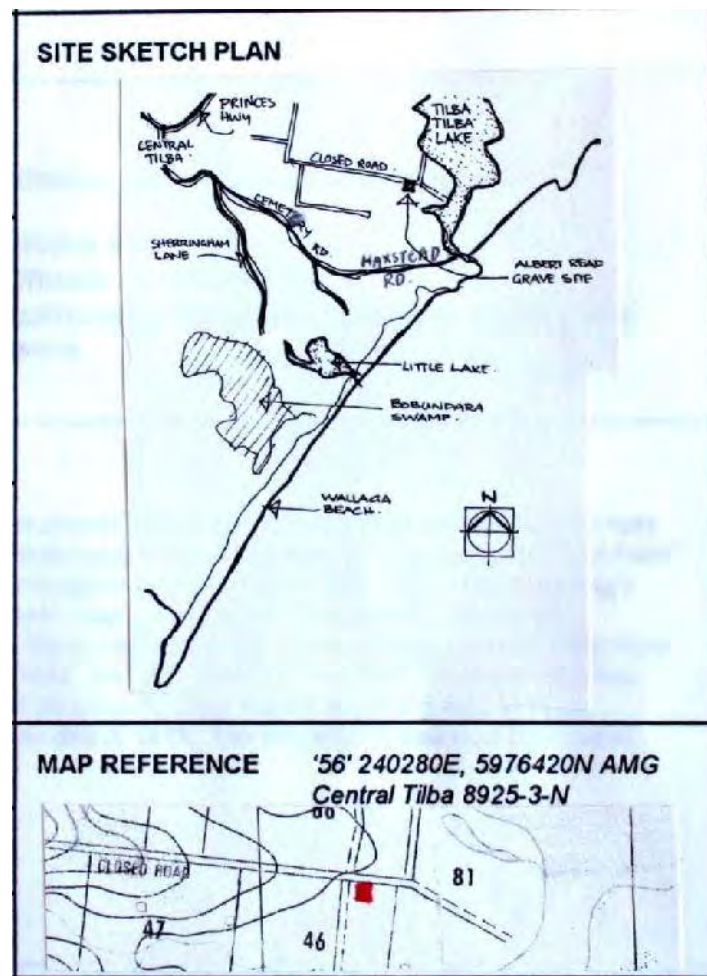 SITE SKETCH PLAN
PRINCES
HWY
TILBA
TILBA
LAKE
CENTRAL
TILBA
CLOSED ROAD
CEMETERY
RD.
SHERRINGHAM
LANE
HAXSTEAD
RD.
ALBERT READ
GRAVE SITE
LITTLE LAKE.
BOBUNDARA
SWAMP.
WALLAGA
BEACH.
N
MAP REFERENCE '56' 240280E, 5976420N AMG
Central Tilba 8925-3-N
CLOSED ROAD
81
47
46